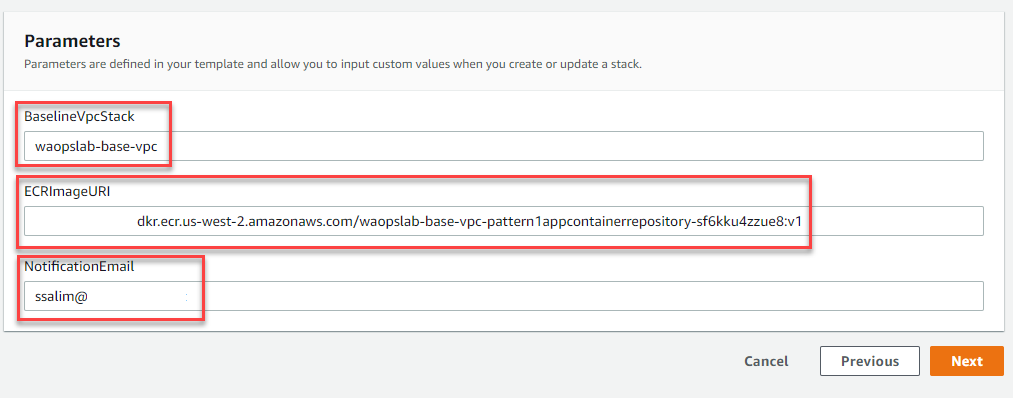 Parameters
Parameters are defined in your template and allow you to input custom values when you create or update a stack.
BaselineVpcStack
waopslab-base-vpc
ECRImageURI
dkr.ecr.us-west-2.amazonaws.com/waopslab-base-vpc-pattern1appcontainerrepository-sf6kku4zzue8:v1
NotificationEmail
ssalim@
Cancel Previous Next